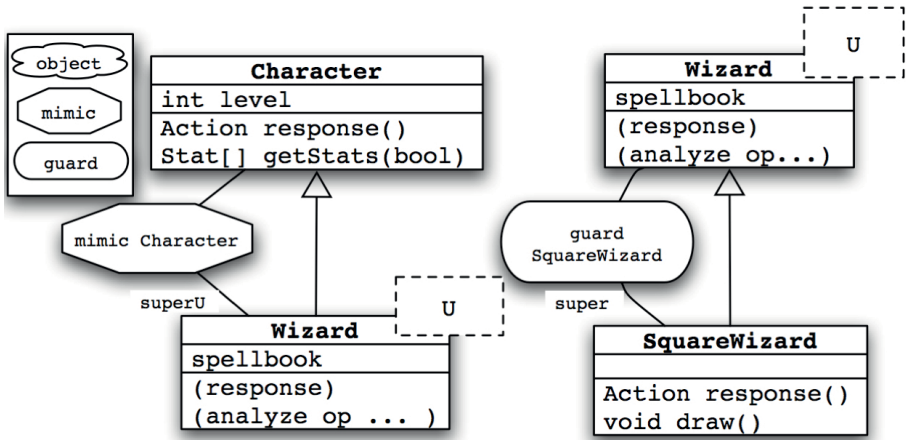 object
mimic
guard
Character
int level
Action response()
Stat[] getStats(bool)
mimic Character
superU
U
Wizard
spellbook
(response)
(analyze op ... )
U
Wizard
spellbook
(response)
(analyze op...)
guard
SquareWizard
super
SquareWizard
Action response()
void draw()